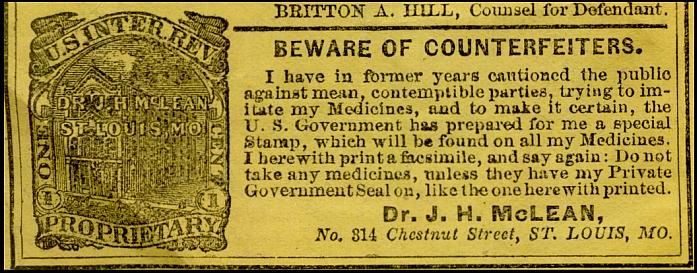 BRITTON A. HILL, Counsel for Defendant.
U.S. INTER. REV.
DR. J. H. McLEAN
ST. LOUIS, MO.
ONE
CENT
1
1
PROPRIETARY
BEWARE OF COUNTERFEITERS.
I have in former years cautioned the public
against mean, contemptible parties, trying to im-
itate my Medicines, and to make it certain, the
U. S. Government has prepared for me a special
Stamp, which will be found on all my Medicines.
I herewith print a facsimile, and say again: Do not
take any medicines, unless they have my Private
Government Seal on, like the one herewith printed.
Dr. J. H. McLEAN,
No. 314 Chestnut Street, ST. LOUIS, MO.